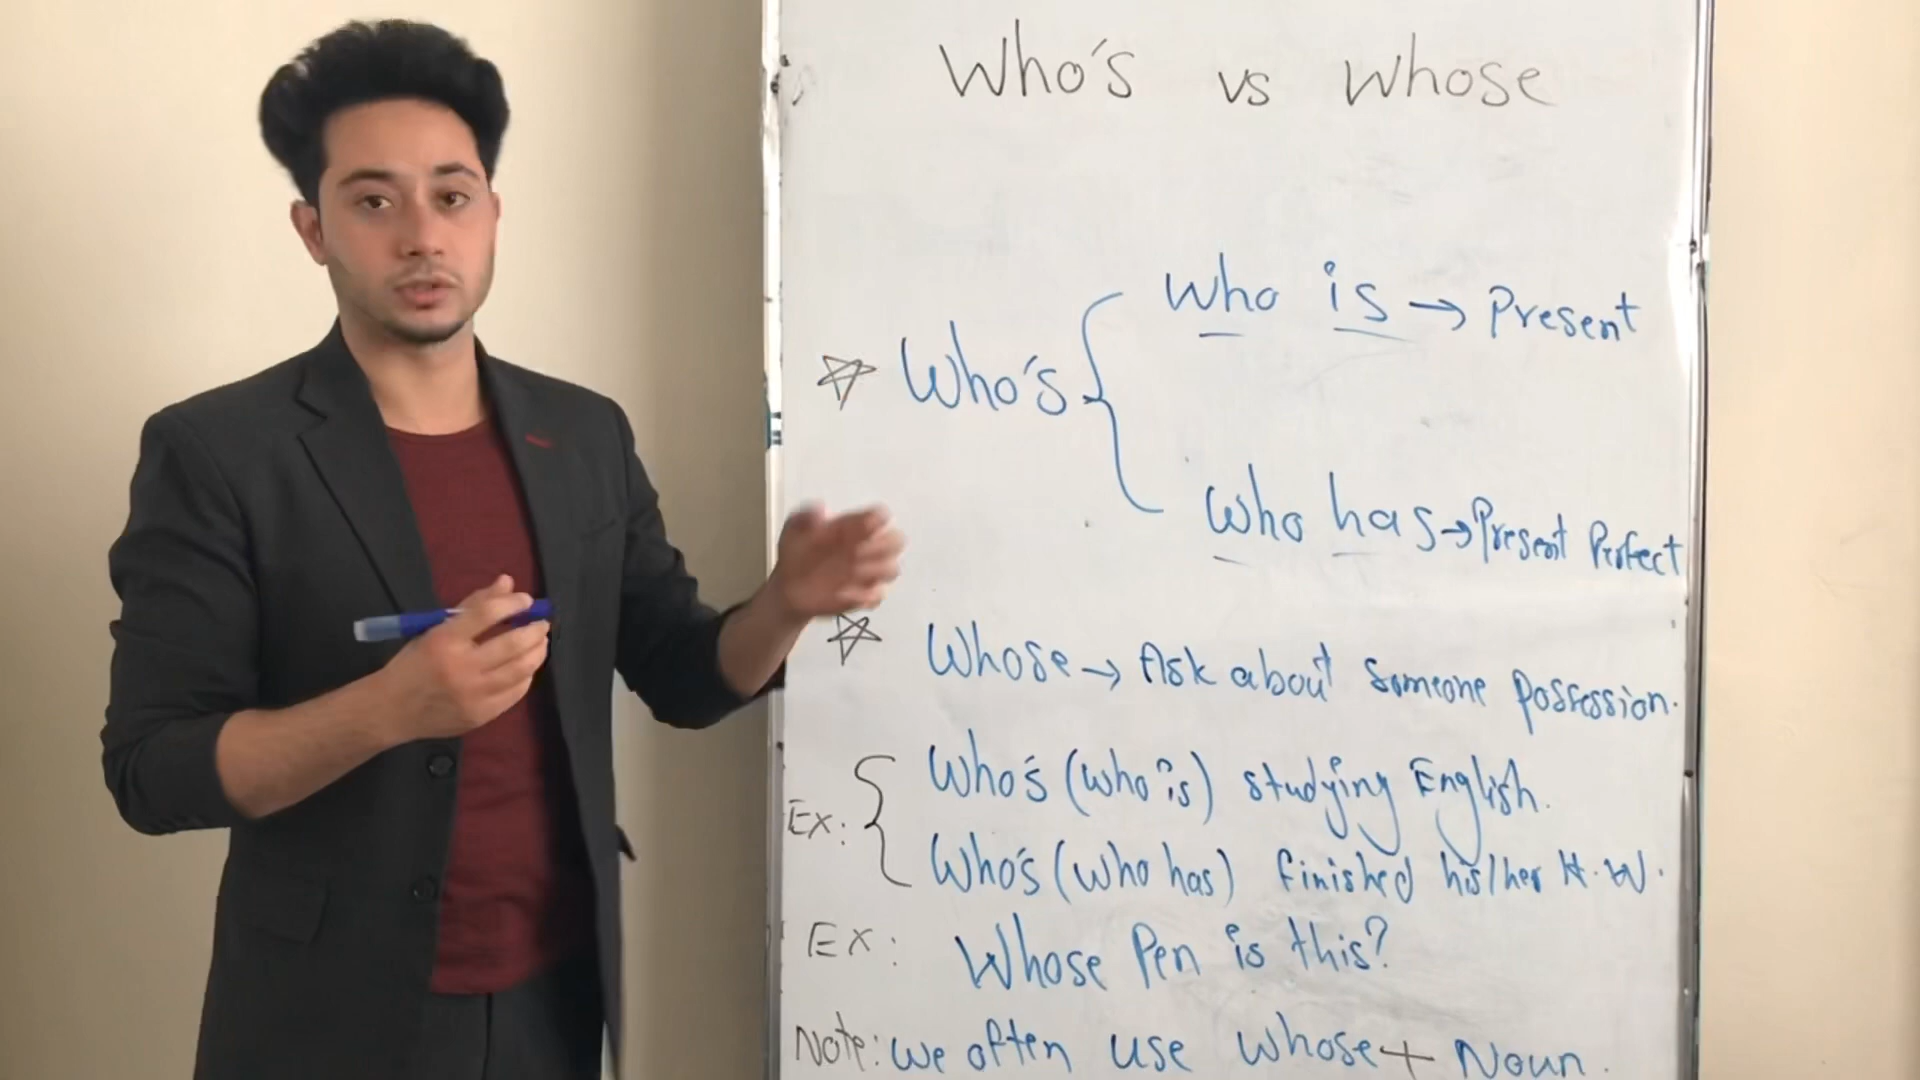 Who's vs Whose
Who is → Present
☆ Who's {
Who has → Present Perfect
☆ Whose → Ask about Someone Possession.
Who's (who is) studying English.
Ex: {
Who's (who has) finished his/her H.W.
Ex: Whose Pen is this?
Note: we often use whose + Noun.